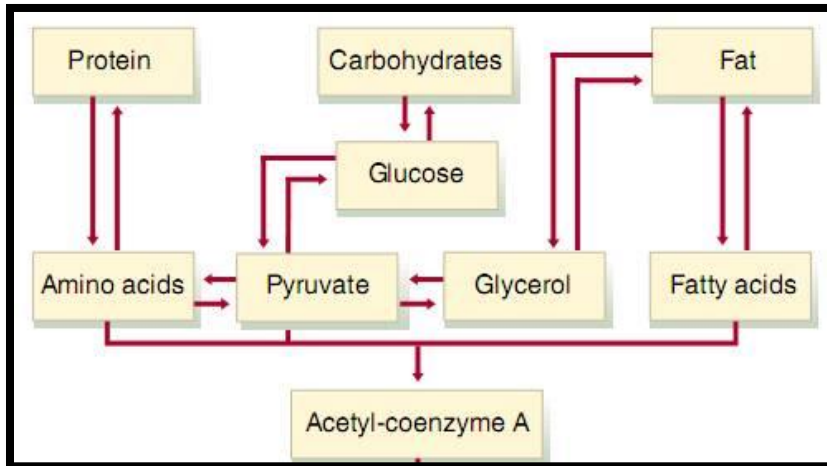 Protein
Carbohydrates
Fat
Glucose
Amino acids
Pyruvate
Glycerol
Fatty acids
Acetyl-coenzyme A